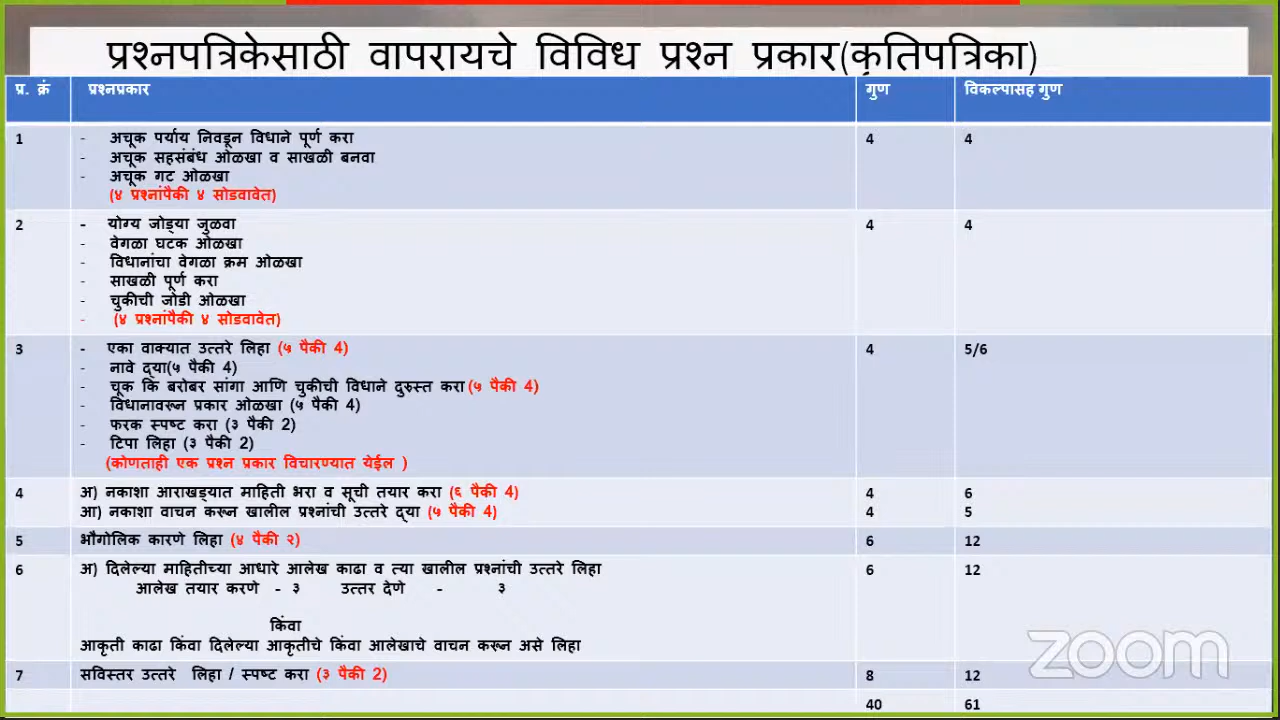 प्रश्नपत्रिकेसाठी वापरायचे विविध प्रश्न प्रकार(कृतिपत्रिका)
प्र. क्रं प्रश्नप्रकार गुण विकल्पासह गुण
1 - अचूक पर्याय निवडून विधाने पूर्ण करा 4 4
- अचूक सहसंबंध ओळखा व साखळी बनवा
- अचूक गट ओळखा
(४ प्रश्नांपैकी ४ सोडवावेत)
2 - योग्य जोड्या जुळवा 4 4
- वेगळा घटक ओळखा
- विधानांचा वेगळा क्रम ओळखा
- साखळी पूर्ण करा
- चुकीची जोडी ओळखा
- (४ प्रश्नांपैकी ४ सोडवावेत)
3 - एका वाक्यात उत्तरे लिहा (५ पैकी 4) 4 5/6
- नावे द्या(५ पैकी 4)
- चूक कि बरोबर सांगा आणि चुकीची विधाने दुरुस्त करा (५ पैकी 4)
- विधानावरून प्रकार ओळखा (५ पैकी 4)
- फरक स्पष्ट करा (३ पैकी 2)
- टिपा लिहा (३ पैकी 2)
(कोणताही एक प्रश्न प्रकार विचारण्यात येईल )
4 अ) नकाशा आराखड्यात माहिती भरा व सूची तयार करा (६ पैकी 4) 4 6
आ) नकाशा वाचन करून खालील प्रश्नांची उत्तरे द्या (५ पैकी 4) 4 5
5 भौगोलिक कारणे लिहा (४ पैकी २) 6 12
6 अ) दिलेल्या माहितीच्या आधारे आलेख काढा व त्या खालील प्रश्नांची उत्तरे लिहा 6 12
आलेख तयार करणे - ३ उत्तर देणे - ३
किंवा
आकृती काढा किंवा दिलेल्या आकृतीचे किंवा आलेखाचे वाचन करून असे लिहा
7 सविस्तर उत्तरे लिहा / स्पष्ट करा (३ पैकी 2) 8 12
40 61
zoom